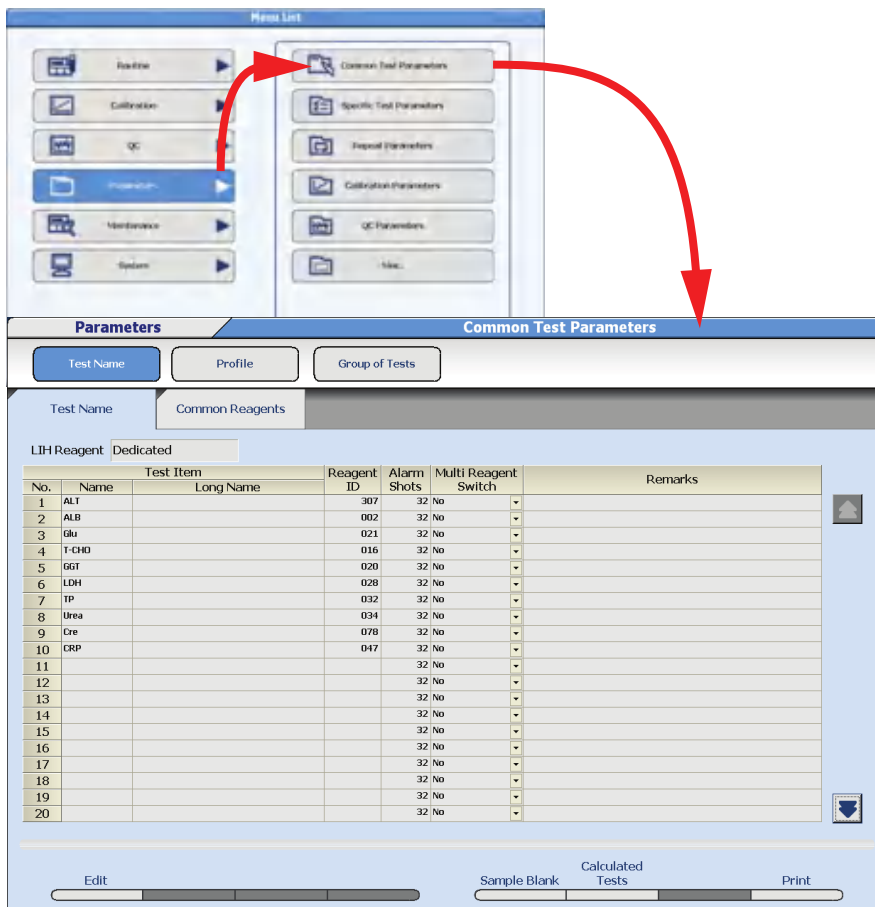 Menu List
Routine
Common Test Parameters
Calibration
Specific Test Parameters
QC
Repeat Parameters
Parameters
Calibration Parameters
Maintenance
QC Parameters
System
Misc.
Parameters
Common Test Parameters
Test Name
Profile
Group of Tests
Test Name
Common Reagents
LIH Reagent Dedicated
Test Item
Reagent ID
Alarm Shots
Multi Reagent Switch
Remarks
No. Name Long Name
1 ALT 307 32 No
2 ALB 002 32 No
3 Glu 021 32 No
4 T-CHO 016 32 No
5 GGT 020 32 No
6 LDH 028 32 No
7 TP 032 32 No
8 Urea 034 32 No
9 Cre 078 32 No
10 CRP 047 32 No
11 32 No
12 32 No
13 32 No
14 32 No
15 32 No
16 32 No
17 32 No
18 32 No
19 32 No
20 32 No
Edit
Sample Blank
Calculated Tests
Print